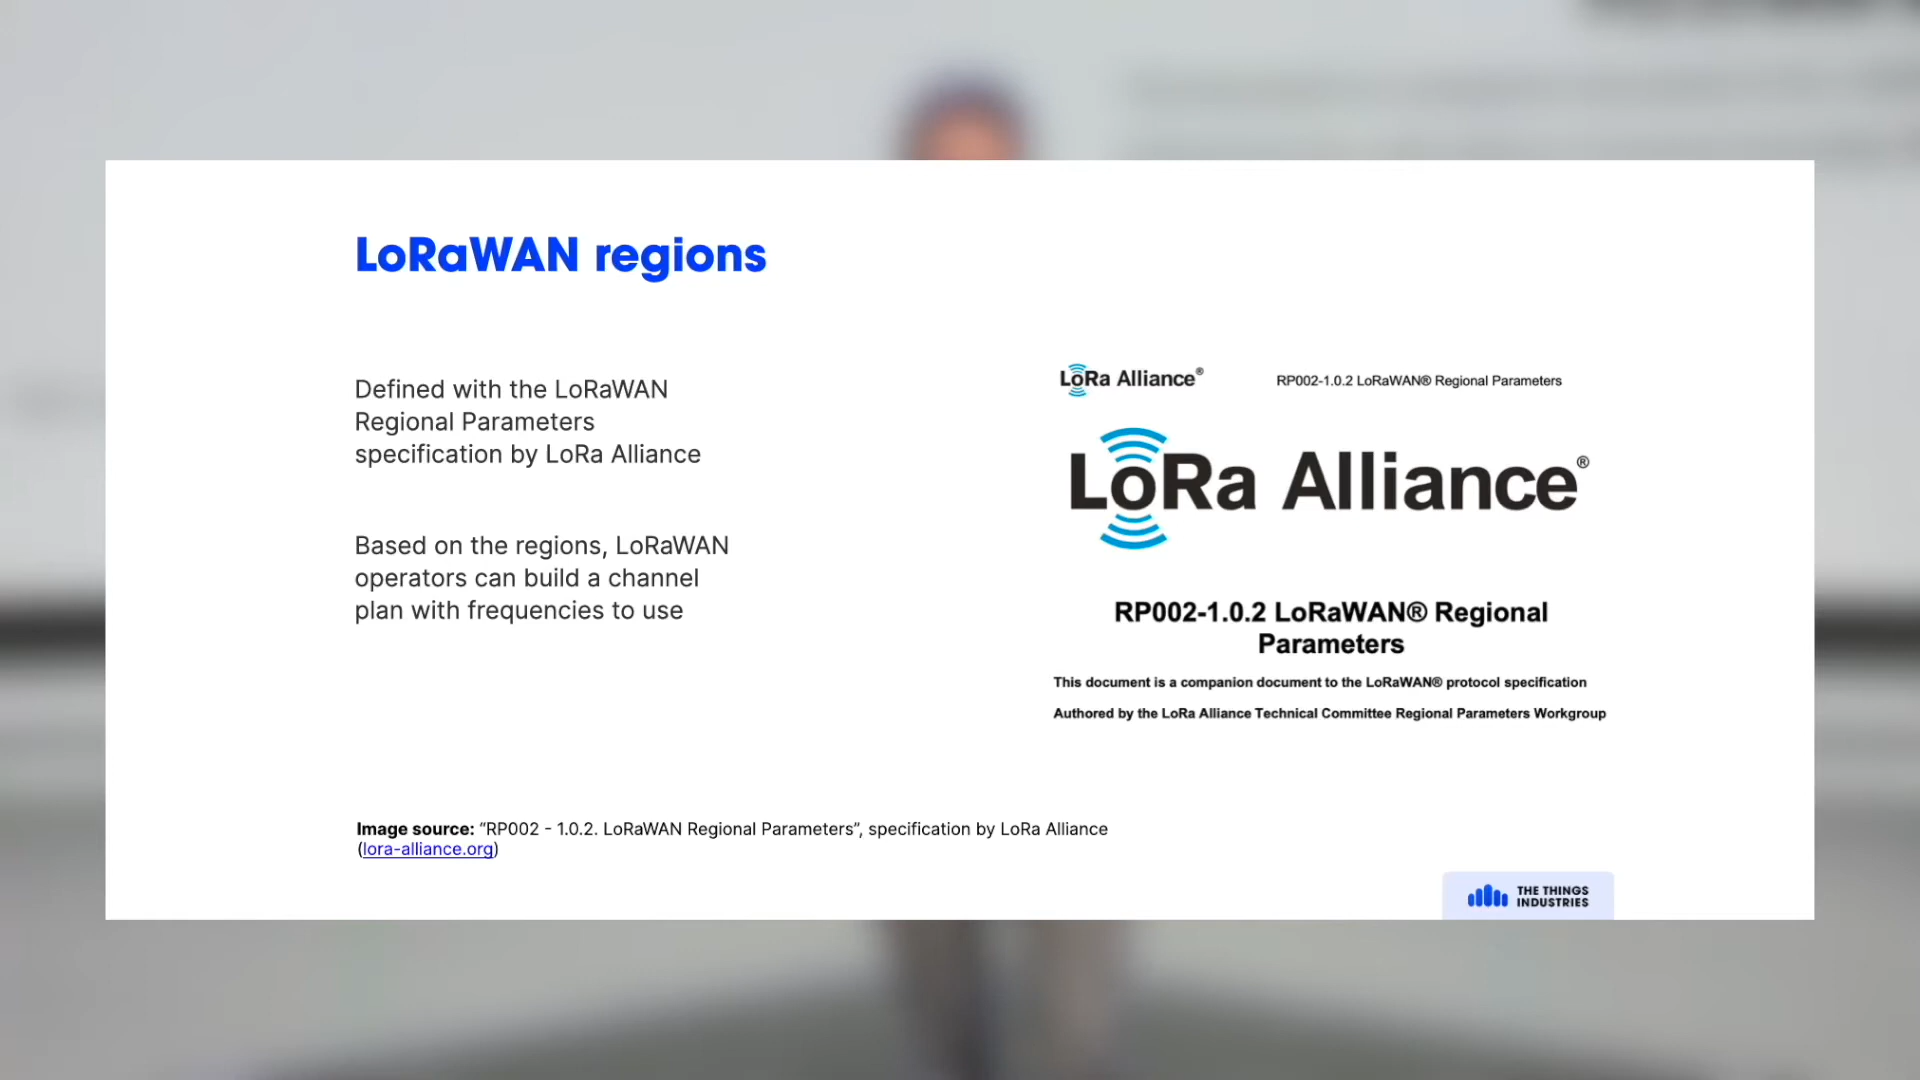 LoRaWAN regions
Defined with the LoRaWAN
Regional Parameters
specification by LoRa Alliance
Based on the regions, LoRaWAN
operators can build a channel
plan with frequencies to use
LoRa Alliance®
RP002-1.0.2 LoRaWAN® Regional Parameters
LoRa Alliance®
RP002-1.0.2 LoRaWAN® Regional
Parameters
This document is a companion document to the LoRaWAN® protocol specification
Authored by the LoRa Alliance Technical Committee Regional Parameters Workgroup
Image source: “RP002 - 1.0.2. LoRaWAN Regional Parameters”, specification by LoRa Alliance
(lora-alliance.org)
THE THINGS
INDUSTRIES